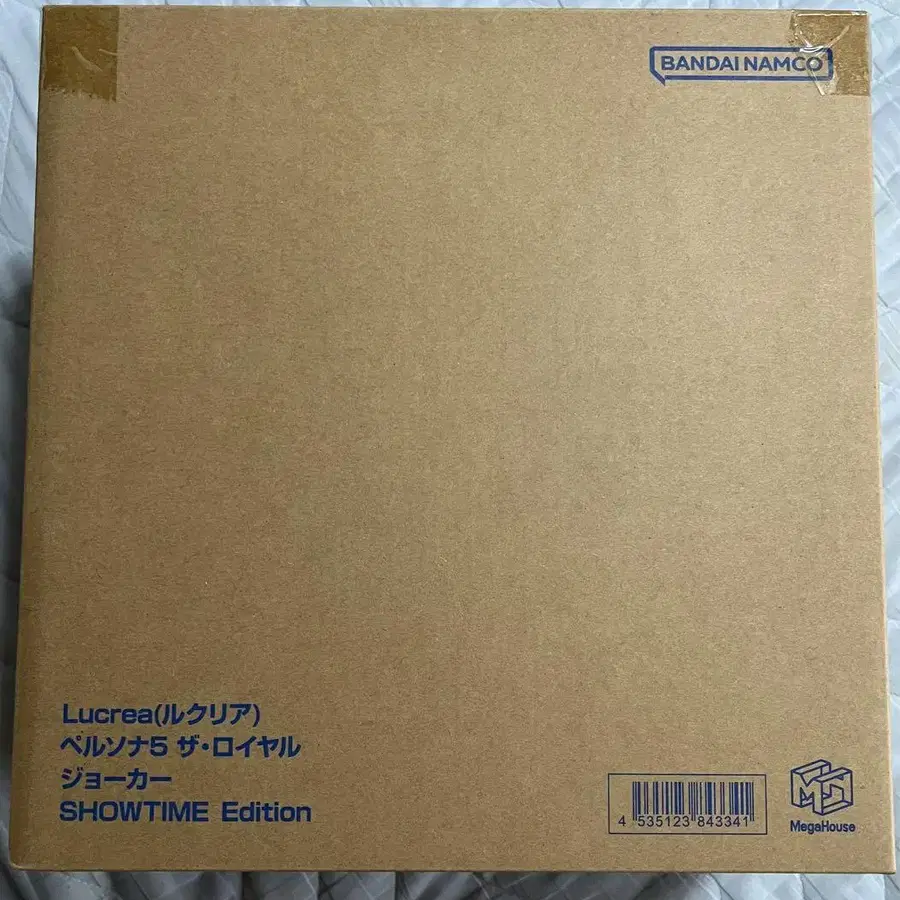 BANDAI NAMCO
Lucrea(ルクリア)
ペルソナ5 ザ・ロイヤル
ジョーカー
SHOWTIME Edition
4 535123 843341
MegaHouse